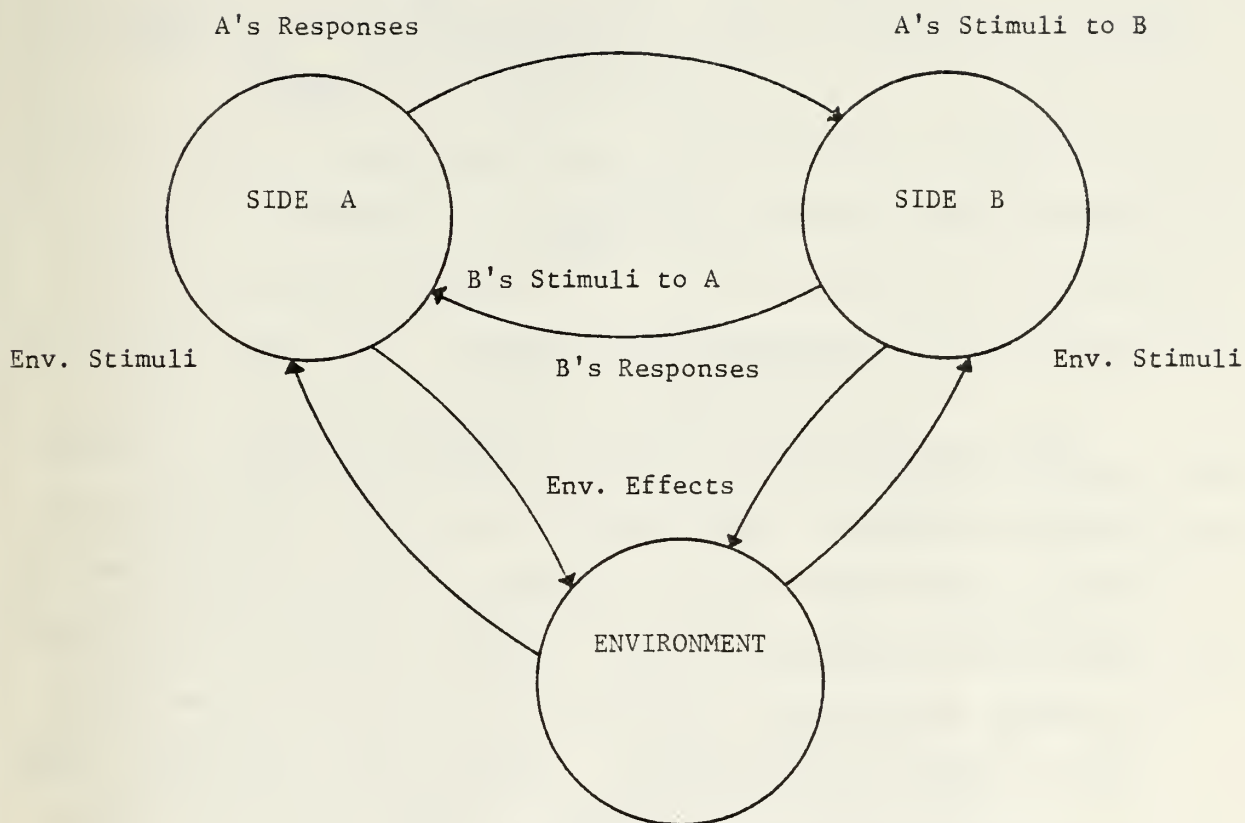 A's Responses
A's Stimuli to B
SIDE A
SIDE B
B's Stimuli to A
Env. Stimuli
B's Responses
Env. Stimuli
Env. Effects
ENVIRONMENT